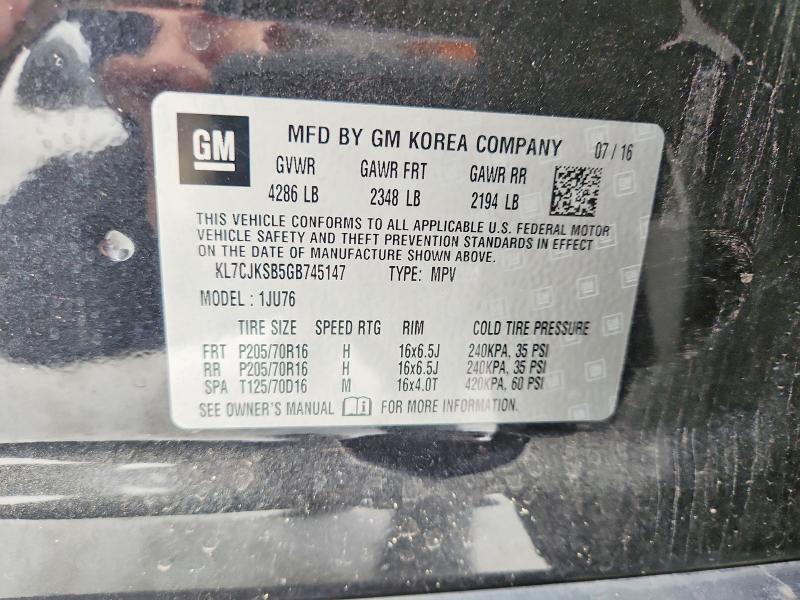 GM MFD BY GM KOREA COMPANY 07 / 16
GVWR GAWR FRT GAWR RR
4286 LB 2348 LB 2194 LB
THIS VEHICLE CONFORMS TO ALL APPLICABLE U.S. FEDERAL MOTOR
VEHICLE SAFETY AND THEFT PREVENTION STANDARDS IN EFFECT
ON THE DATE OF MANUFACTURE SHOWN ABOVE.
KL7CJKSB5GB745147 TYPE: MPV
MODEL : 1JU76
TIRE SIZE SPEED RTG RIM COLD TIRE PRESSURE
FRT P205/70R16 H 16x6.5J 240KPA, 35 PSI
RR P205/70R16 H 16x6.5J 240KPA, 35 PSI
SPA T125/70D16 M 16x4.0T 420KPA, 60 PSI
SEE OWNER'S MANUAL FOR MORE INFORMATION.